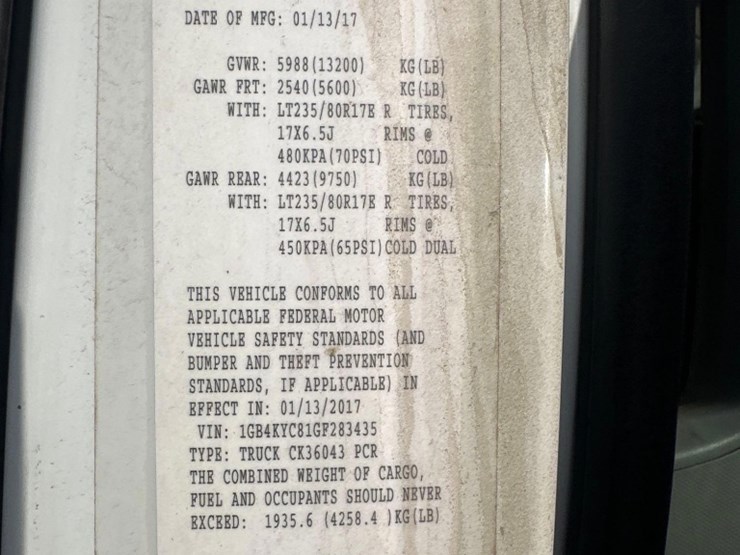 DATE OF MFG: 01/13/17
GVWR: 5988(13200) KG(LB)
GAWR FRT: 2540(5600) KG(LB)
WITH: LT235/80R17E R TIRES,
17X6.5J RIMS @
480KPA(70PSI) COLD
GAWR REAR: 4423(9750) KG(LB)
WITH: LT235/80R17E R TIRES,
17X6.5J RIMS @
450KPA(65PSI)COLD DUAL
THIS VEHICLE CONFORMS TO ALL
APPLICABLE FEDERAL MOTOR
VEHICLE SAFETY STANDARDS (AND
BUMPER AND THEFT PREVENTION
STANDARDS, IF APPLICABLE) IN
EFFECT IN: 01/13/2017
VIN: 1GB4KYC81GF283435
TYPE: TRUCK CK36043 PCR
THE COMBINED WEIGHT OF CARGO,
FUEL AND OCCUPANTS SHOULD NEVER
EXCEED: 1935.6 (4258.4 )KG(LB)